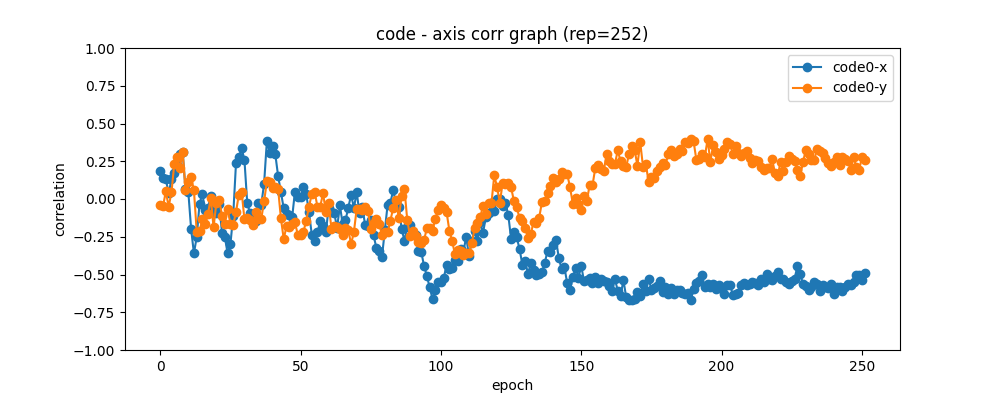 code - axis corr graph (rep=252)
1.00
0.75
0.50
0.25
0.00
−0.25
−0.50
−0.75
−1.00
correlation
code0-x
code0-y
0 50 100 150 200 250
epoch